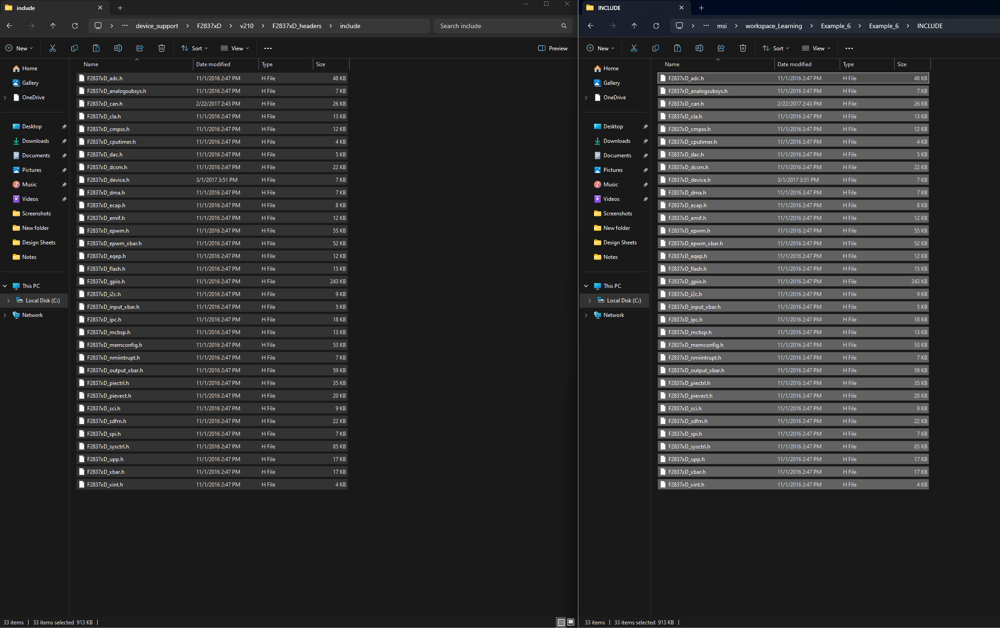 include
device_support > F2837xD > v210 > F2837xD_headers > include
Search include
New
Sort
View
Preview
Home
Gallery
OneDrive
Desktop
Downloads
Documents
Pictures
Music
Videos
Screenshots
New folder
Design Sheets
Notes
This PC
Local Disk (C:)
Network
Name Date modified Type Size
F2837xD_adc.h 11/1/2016 2:47 PM H File 48 KB
F2837xD_analogsubsys.h 11/1/2016 2:47 PM H File 7 KB
F2837xD_can.h 2/22/2017 2:43 PM H File 26 KB
F2837xD_cla.h 11/1/2016 2:47 PM H File 13 KB
F2837xD_cmpss.h 11/1/2016 2:47 PM H File 12 KB
F2837xD_cputimer.h 11/1/2016 2:47 PM H File 4 KB
F2837xD_dac.h 11/1/2016 2:47 PM H File 5 KB
F2837xD_dcsm.h 11/1/2016 2:47 PM H File 22 KB
F2837xD_device.h 3/1/2017 3:51 PM H File 7 KB
F2837xD_dma.h 11/1/2016 2:47 PM H File 7 KB
F2837xD_ecap.h 11/1/2016 2:47 PM H File 8 KB
F2837xD_emif.h 11/1/2016 2:47 PM H File 12 KB
F2837xD_epwm.h 11/1/2016 2:47 PM H File 55 KB
F2837xD_epwm_xbar.h 11/1/2016 2:47 PM H File 52 KB
F2837xD_eqep.h 11/1/2016 2:47 PM H File 12 KB
F2837xD_flash.h 11/1/2016 2:47 PM H File 15 KB
F2837xD_gpio.h 11/1/2016 2:47 PM H File 243 KB
F2837xD_i2c.h 11/1/2016 2:47 PM H File 9 KB
F2837xD_input_xbar.h 11/1/2016 2:47 PM H File 5 KB
F2837xD_ipc.h 11/1/2016 2:47 PM H File 18 KB
F2837xD_mcbsp.h 11/1/2016 2:47 PM H File 13 KB
F2837xD_memconfig.h 11/1/2016 2:47 PM H File 53 KB
F2837xD_nmiintrupt.h 11/1/2016 2:47 PM H File 7 KB
F2837xD_output_xbar.h 11/1/2016 2:47 PM H File 59 KB
F2837xD_piectrl.h 11/1/2016 2:47 PM H File 35 KB
F2837xD_pievect.h 11/1/2016 2:47 PM H File 20 KB
F2837xD_sci.h 11/1/2016 2:47 PM H File 9 KB
F2837xD_sdfm.h 11/1/2016 2:47 PM H File 22 KB
F2837xD_spi.h 11/1/2016 2:47 PM H File 7 KB
F2837xD_sysctrl.h 11/1/2016 2:47 PM H File 85 KB
F2837xD_upp.h 11/1/2016 2:47 PM H File 17 KB
F2837xD_xbar.h 11/1/2016 2:47 PM H File 17 KB
F2837xD_xint.h 11/1/2016 2:47 PM H File 4 KB
33 items | 33 items selected 913 KB |
INCLUDE
msi > workspace_Learning > Example_6 > Example_6 > INCLUDE
New
Sort
View
Home
Gallery
OneDrive
Desktop
Downloads
Documents
Pictures
Music
Videos
Screenshots
New folder
Design Sheets
Notes
This PC
Local Disk (C:)
Network
Name Date modified Type Size
F2837xD_adc.h 11/1/2016 2:47 PM H File 48 KB
F2837xD_analogsubsys.h 11/1/2016 2:47 PM H File 7 KB
F2837xD_can.h 2/22/2017 2:43 PM H File 26 KB
F2837xD_cla.h 11/1/2016 2:47 PM H File 13 KB
F2837xD_cmpss.h 11/1/2016 2:47 PM H File 12 KB
F2837xD_cputimer.h 11/1/2016 2:47 PM H File 4 KB
F2837xD_dac.h 11/1/2016 2:47 PM H File 5 KB
F2837xD_dcsm.h 11/1/2016 2:47 PM H File 22 KB
F2837xD_device.h 3/1/2017 3:51 PM H File 7 KB
F2837xD_dma.h 11/1/2016 2:47 PM H File 7 KB
F2837xD_ecap.h 11/1/2016 2:47 PM H File 8 KB
F2837xD_emif.h 11/1/2016 2:47 PM H File 12 KB
F2837xD_epwm.h 11/1/2016 2:47 PM H File 55 KB
F2837xD_epwm_xbar.h 11/1/2016 2:47 PM H File 52 KB
F2837xD_eqep.h 11/1/2016 2:47 PM H File 12 KB
F2837xD_flash.h 11/1/2016 2:47 PM H File 15 KB
F2837xD_gpio.h 11/1/2016 2:47 PM H File 243 KB
F2837xD_i2c.h 11/1/2016 2:47 PM H File 9 KB
F2837xD_input_xbar.h 11/1/2016 2:47 PM H File 5 KB
F2837xD_ipc.h 11/1/2016 2:47 PM H File 18 KB
F2837xD_mcbsp.h 11/1/2016 2:47 PM H File 13 KB
F2837xD_memconfig.h 11/1/2016 2:47 PM H File 53 KB
F2837xD_nmiintrupt.h 11/1/2016 2:47 PM H File 7 KB
F2837xD_output_xbar.h 11/1/2016 2:47 PM H File 59 KB
F2837xD_piectrl.h 11/1/2016 2:47 PM H File 35 KB
F2837xD_pievect.h 11/1/2016 2:47 PM H File 20 KB
F2837xD_sci.h 11/1/2016 2:47 PM H File 9 KB
F2837xD_sdfm.h 11/1/2016 2:47 PM H File 22 KB
F2837xD_spi.h 11/1/2016 2:47 PM H File 7 KB
F2837xD_sysctrl.h 11/1/2016 2:47 PM H File 85 KB
F2837xD_upp.h 11/1/2016 2:47 PM H File 17 KB
F2837xD_xbar.h 11/1/2016 2:47 PM H File 17 KB
F2837xD_xint.h 11/1/2016 2:47 PM H File 4 KB
33 items | 33 items selected 913 KB |